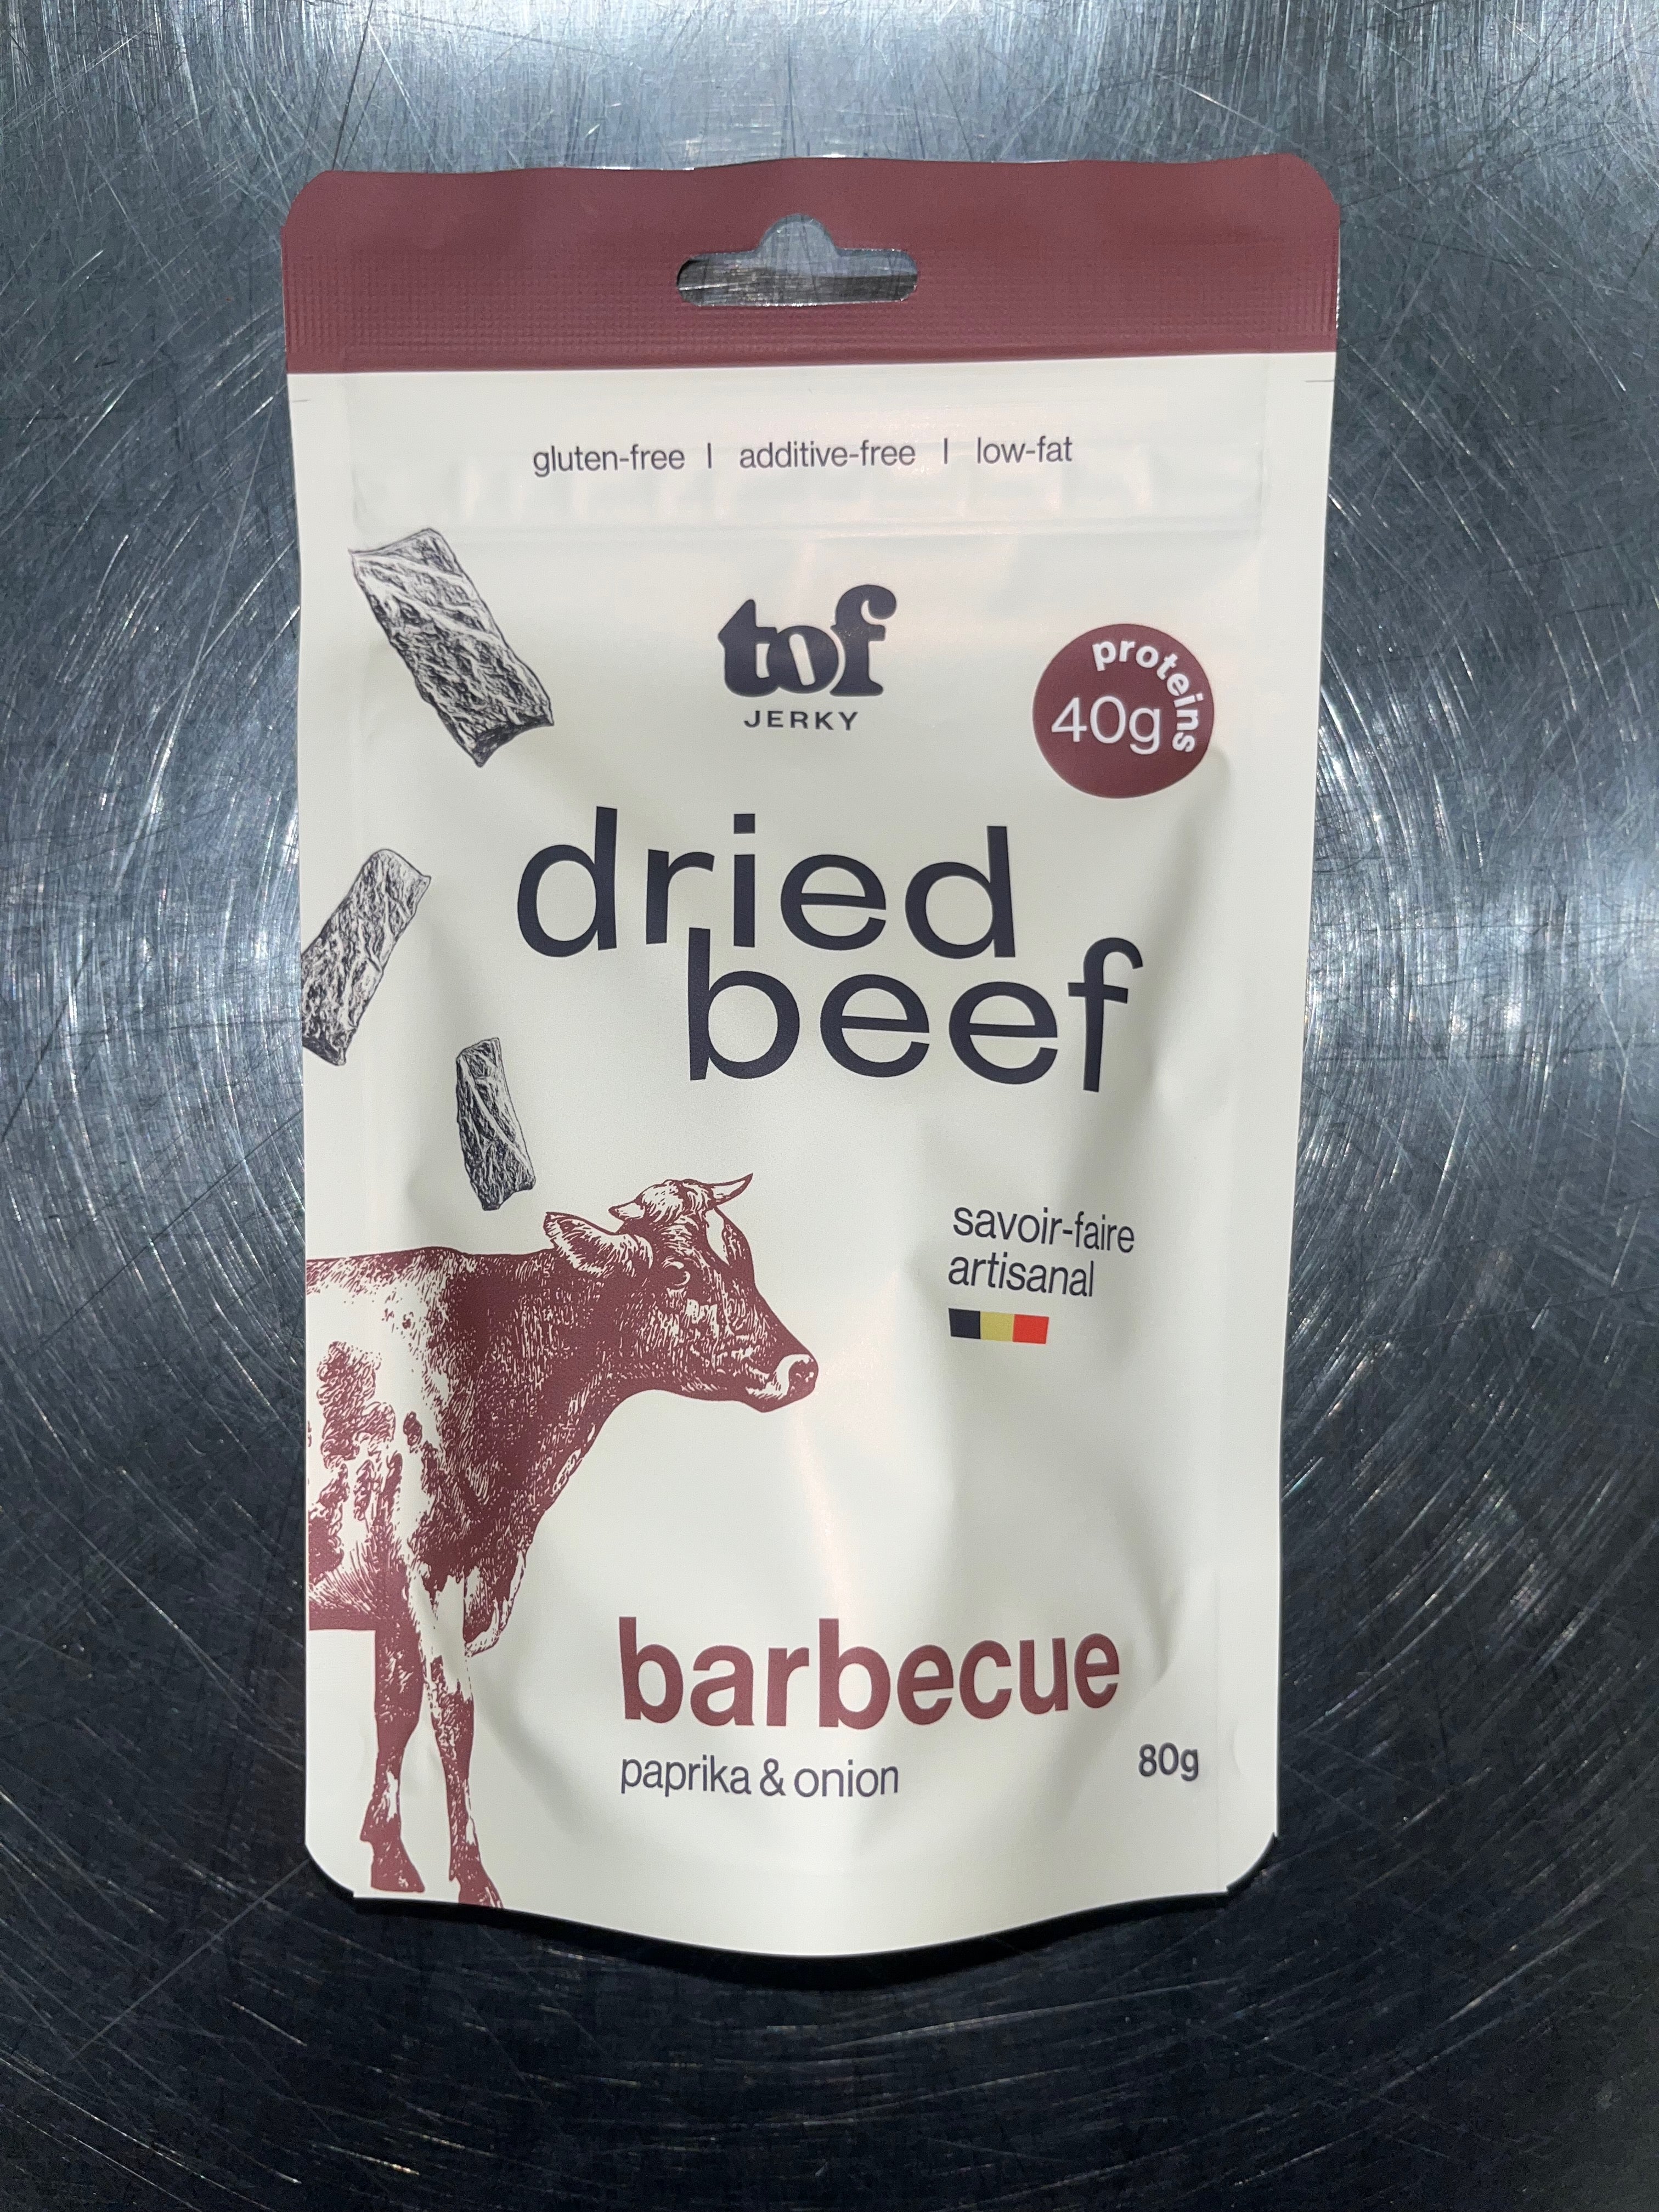 gluten-free | additive-free | low-fat
tof
JERKY
proteins
40g
dried
beef
savoir-faire
artisanal
barbecue
paprika & onion
80g